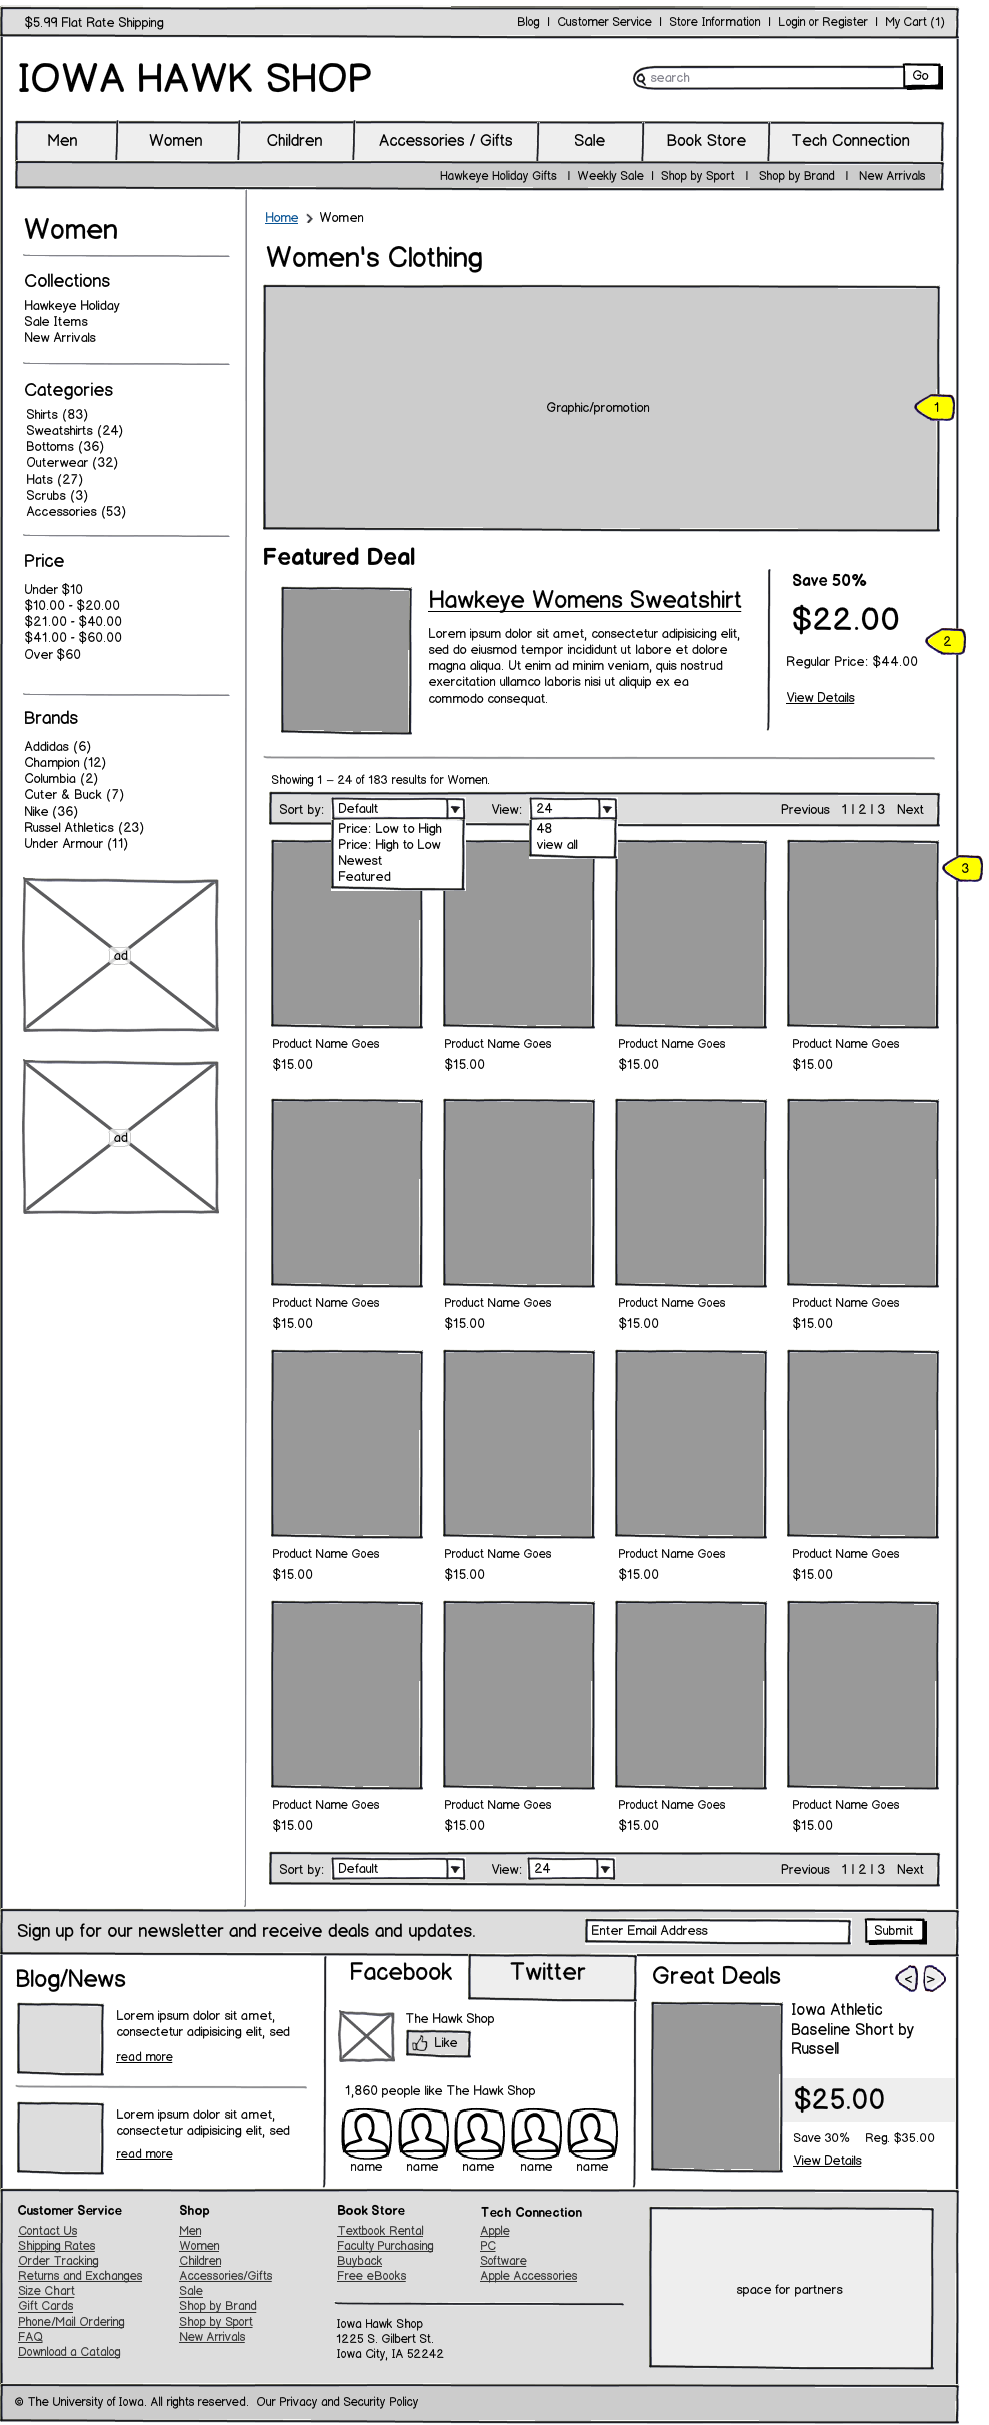 $5.99 Flat Rate Shipping
Blog | Customer Service | Store Information | Login or Register | My Cart (1)
IOWA HAWK SHOP
search
Go
Men
Women
Children
Accessories / Gifts
Sale
Book Store
Tech Connection
Hawkeye Holiday Gifts | Weekly Sale | Shop by Sport | Shop by Brand | New Arrivals
Women
Collections
Hawkeye Holiday
Sale Items
New Arrivals
Categories
Shirts (83)
Sweatshirts (24)
Bottoms (36)
Outerwear (32)
Hats (27)
Scrubs (3)
Accessories (53)
Price
Under $10
$10.00 - $20.00
$21.00 - $40.00
$41.00 - $60.00
Over $60
Brands
Addidas (6)
Champion (12)
Columbia (2)
Cuter & Buck (7)
Nike (36)
Russel Athletics (23)
Under Armour (11)
ad
ad
Home > Women
Women's Clothing
Graphic/promotion
1
Featured Deal
Hawkeye Womens Sweatshirt
Lorem ipsum dolor sit amet, consectetur adipisicing elit,
sed do eiusmod tempor incididunt ut labore et dolore
magna aliqua. Ut enim ad minim veniam, quis nostrud
exercitation ullamco laboris nisi ut aliquip ex ea
commodo consequat.
Save 50%
$22.00
Regular Price: $44.00
View Details
2
Showing 1 – 24 of 183 results for Women.
Sort by:
Default
Price: Low to High
Price: High to Low
Newest
Featured
View:
24
48
view all
Previous 1 | 2 | 3 Next
3
Product Name Goes
$15.00
Product Name Goes
$15.00
Product Name Goes
$15.00
Product Name Goes
$15.00
Product Name Goes
$15.00
Product Name Goes
$15.00
Product Name Goes
$15.00
Product Name Goes
$15.00
Product Name Goes
$15.00
Product Name Goes
$15.00
Product Name Goes
$15.00
Product Name Goes
$15.00
Product Name Goes
$15.00
Product Name Goes
$15.00
Product Name Goes
$15.00
Product Name Goes
$15.00
Sort by:
Default
View:
24
Previous 1 | 2 | 3 Next
Sign up for our newsletter and receive deals and updates.
Enter Email Address
Submit
Blog/News
Lorem ipsum dolor sit amet,
consectetur adipisicing elit, sed
read more
Lorem ipsum dolor sit amet,
consectetur adipisicing elit, sed
read more
Facebook
Twitter
The Hawk Shop
Like
1,860 people like The Hawk Shop
name
name
name
name
name
Great Deals
< >
Iowa Athletic
Baseline Short by
Russell
$25.00
Save 30% Reg. $35.00
View Details
Customer Service
Contact Us
Shipping Rates
Order Tracking
Returns and Exchanges
Size Chart
Gift Cards
Phone/Mail Ordering
FAQ
Download a Catalog
Shop
Men
Women
Children
Accessories/Gifts
Sale
Shop by Brand
Shop by Sport
New Arrivals
Book Store
Textbook Rental
Faculty Purchasing
Buyback
Free eBooks
Tech Connection
Apple
PC
Software
Apple Accessories
Iowa Hawk Shop
1225 S. Gilbert St.
Iowa City, IA 52242
space for partners
© The University of Iowa. All rights reserved. Our Privacy and Security Policy